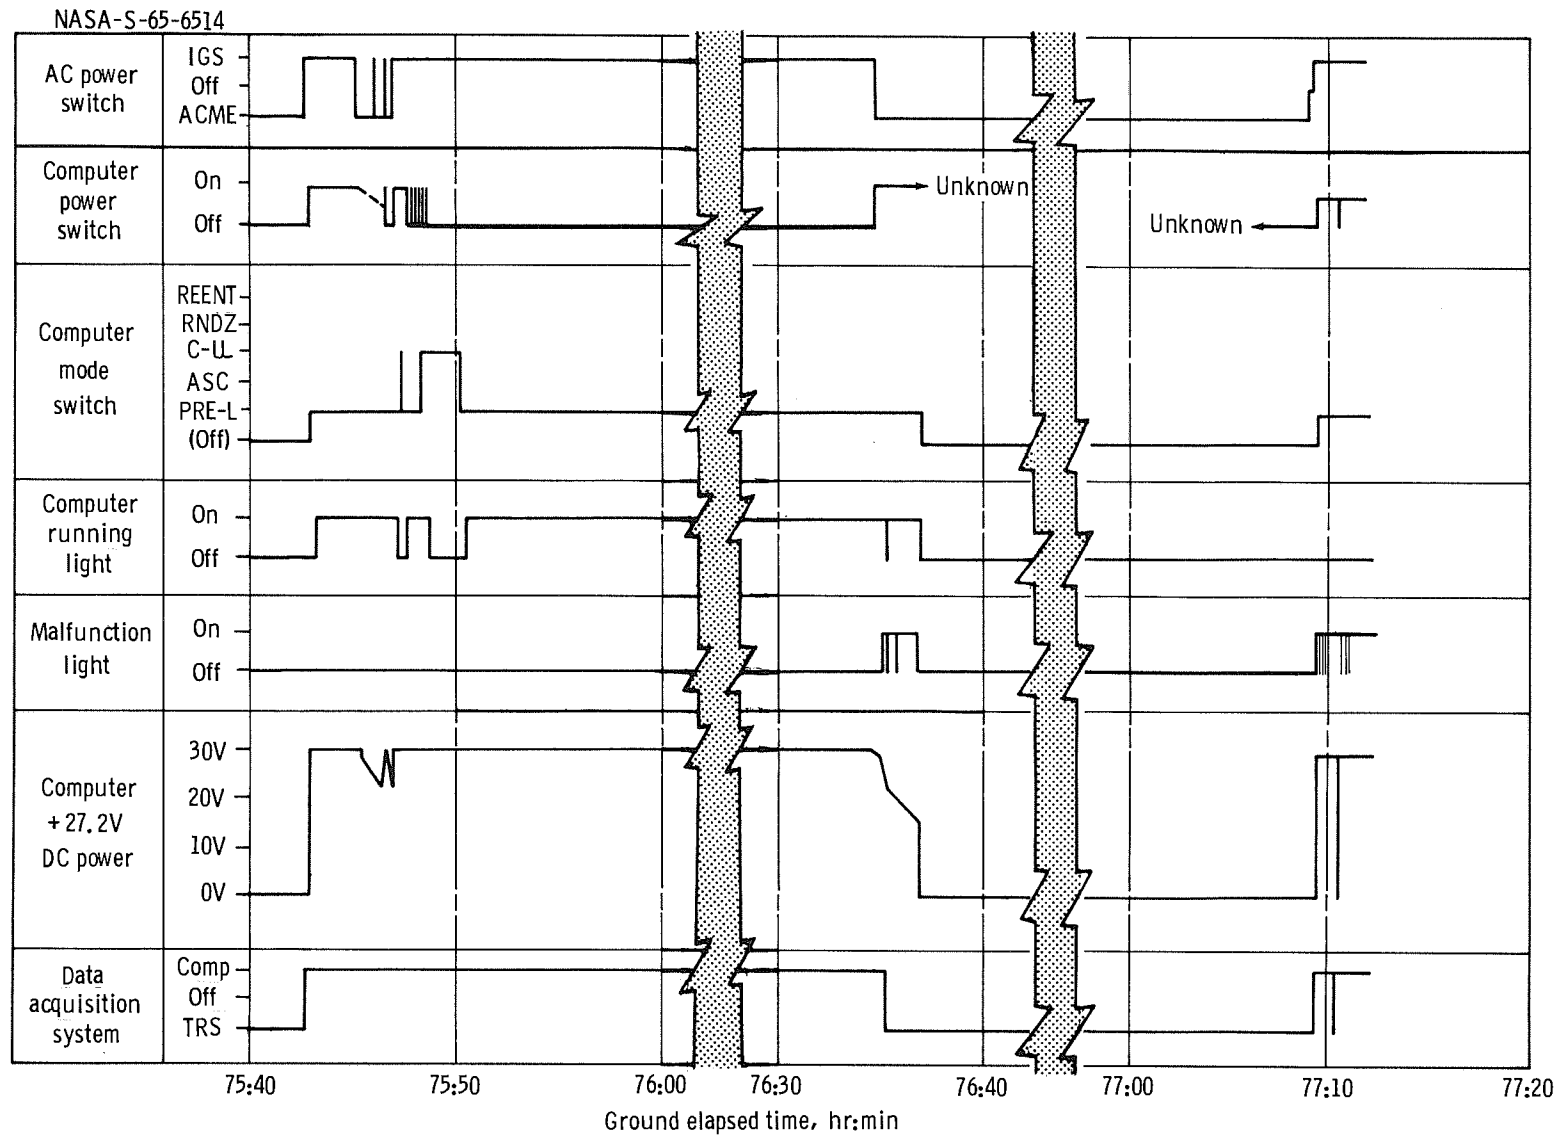 NASA-S-65-6514
AC power
switch
IGS
Off
ACME
Computer
power
switch
On
Off
Unknown
Unknown
Computer
mode
switch
REENT
RNDZ
C-UL
ASC
PRE-L
(Off)
Computer
running
light
On
Off
Malfunction
light
On
Off
Computer
+27.2V
DC power
30V
20V
10V
0V
Data
acquisition
system
Comp
Off
TRS
75:40 75:50 76:00 76:30 76:40 77:00 77:10 77:20
Ground elapsed time, hr:min